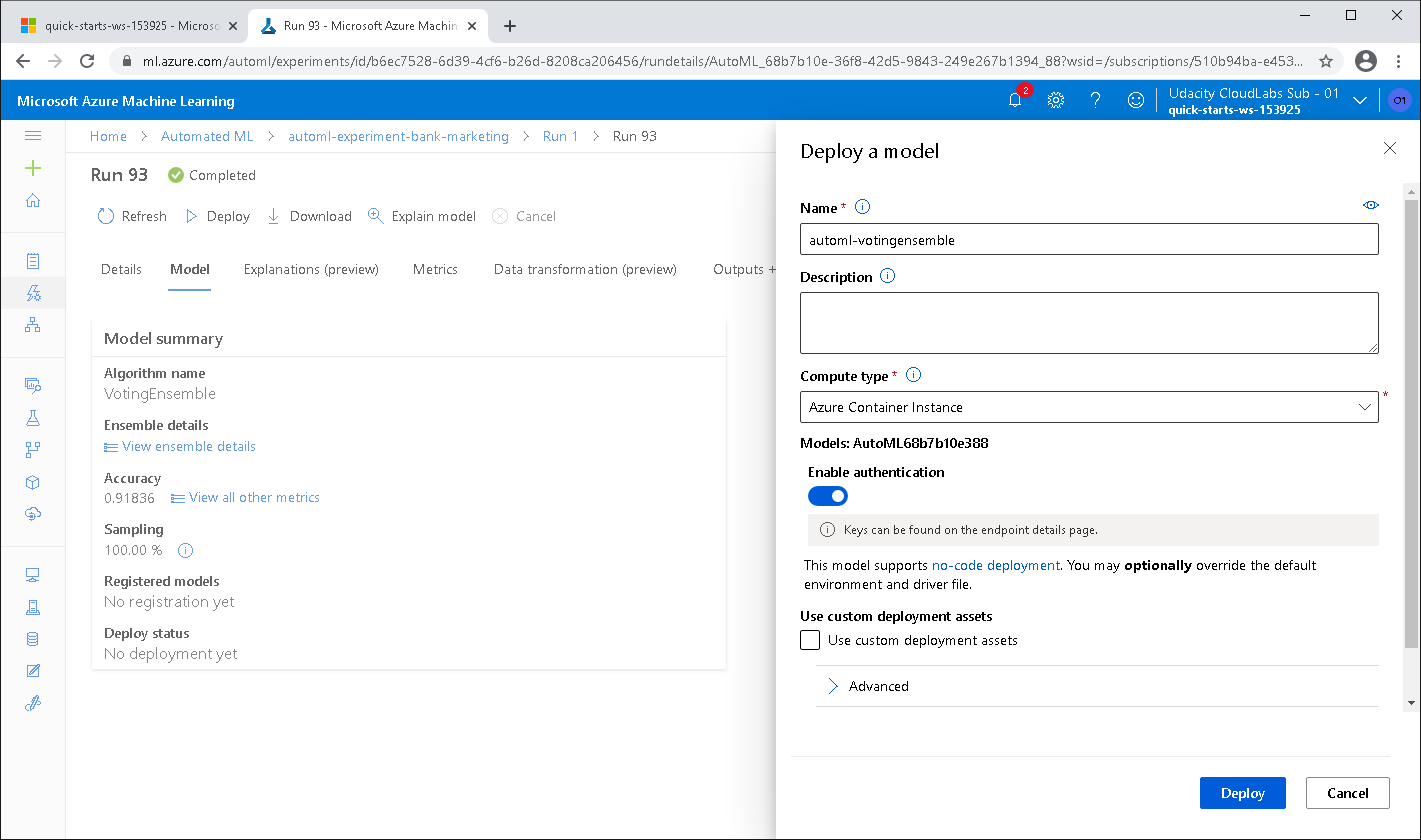 quick-starts-ws-153925 - Microso
Run 93 - Microsoft Azure Machin
ml.azure.com/automl/experiments/id/b6ec7528-6d39-4cf6-b26d-8208ca206456/rundetails/AutoML_68b7b10e-36f8-42d5-9843-249e267b1394_88?wsid=/subscriptions/510b94ba-e453...
Microsoft Azure Machine Learning
2
Udacity CloudLabs Sub - 01
quick-starts-ws-153925
O1
Home > Automated ML > automl-experiment-bank-marketing > Run 1 > Run 93
Run 93 Completed
Refresh Deploy Download Explain model Cancel
Details Model Explanations (preview) Metrics Data transformation (preview) Outputs +
Model summary
Algorithm name
VotingEnsemble
Ensemble details
View ensemble details
Accuracy
0.91836 View all other metrics
Sampling
100.00 %
Registered models
No registration yet
Deploy status
No deployment yet
Deploy a model
Name *
automl-votingensemble
Description
Compute type *
Azure Container Instance *
Models: AutoML68b7b10e388
Enable authentication
Keys can be found on the endpoint details page.
This model supports no-code deployment. You may optionally override the default
environment and driver file.
Use custom deployment assets
Use custom deployment assets
Advanced
Deploy Cancel